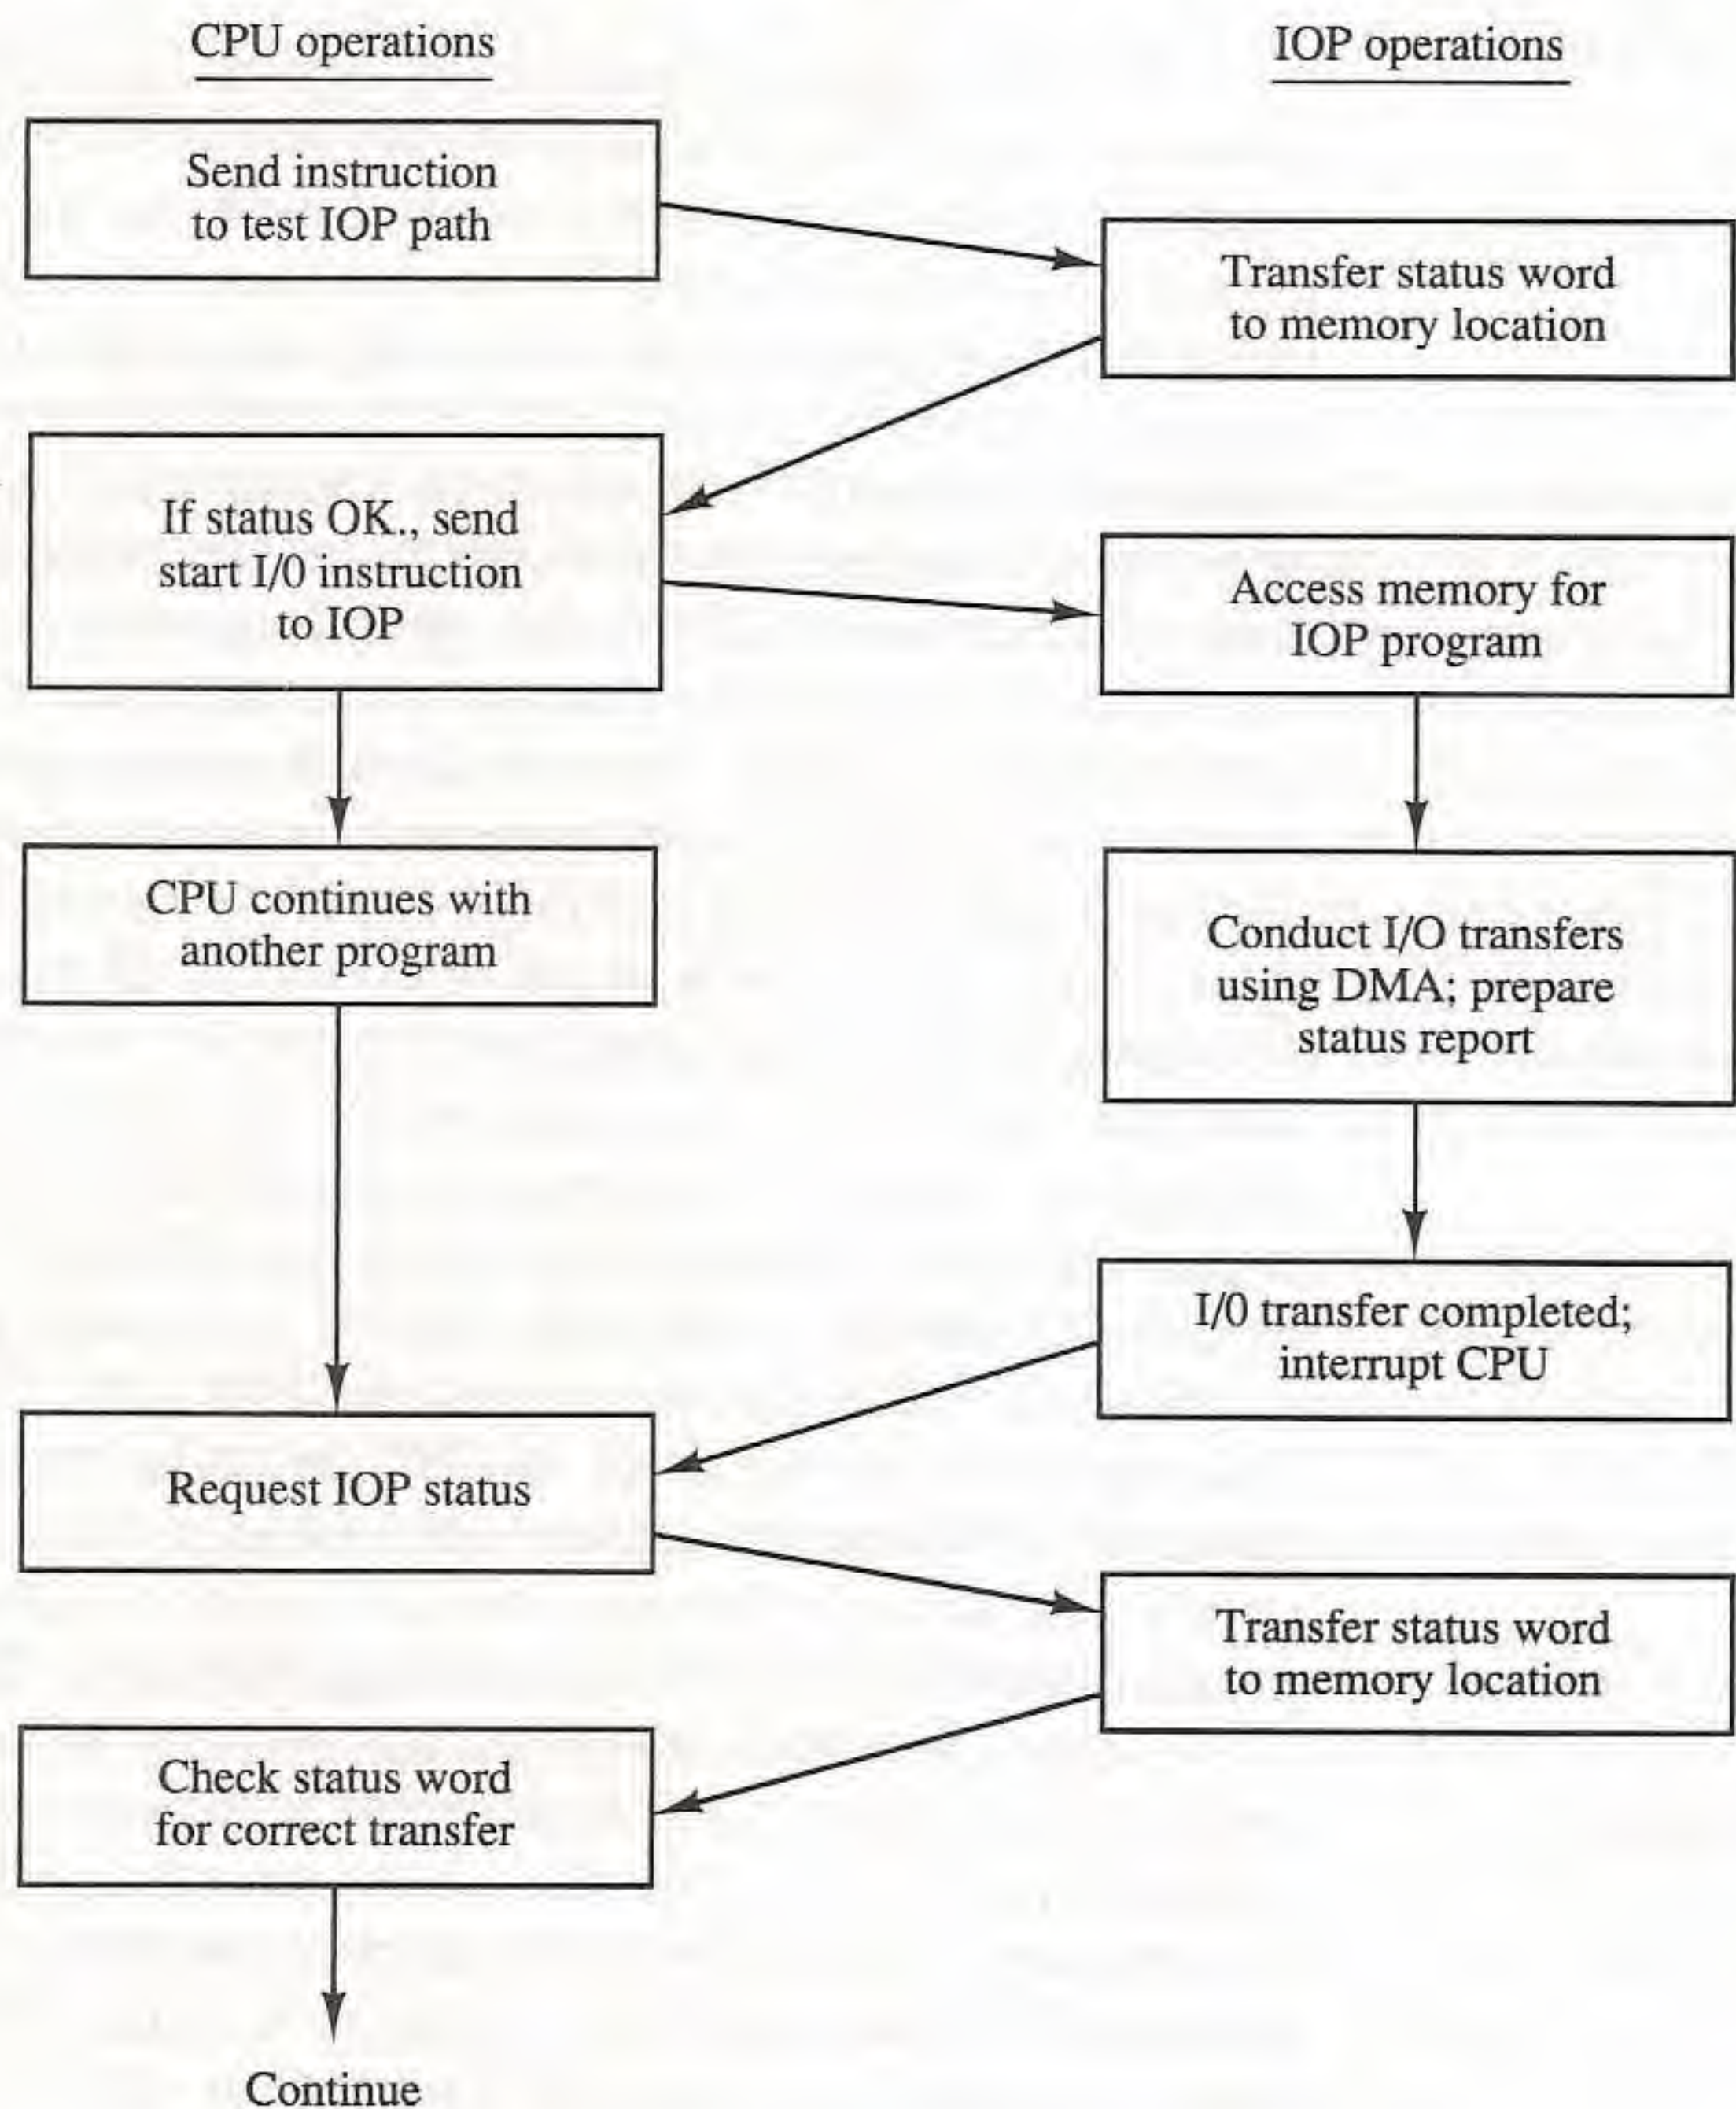 CPU operations
IOP operations
Send instruction
to test IOP path
Transfer status word
to memory location
If status OK., send
start I/0 instruction
to IOP
Access memory for
IOP program
CPU continues with
another program
Conduct I/O transfers
using DMA; prepare
status report
I/0 transfer completed;
interrupt CPU
Request IOP status
Transfer status word
to memory location
Check status word
for correct transfer
Continue